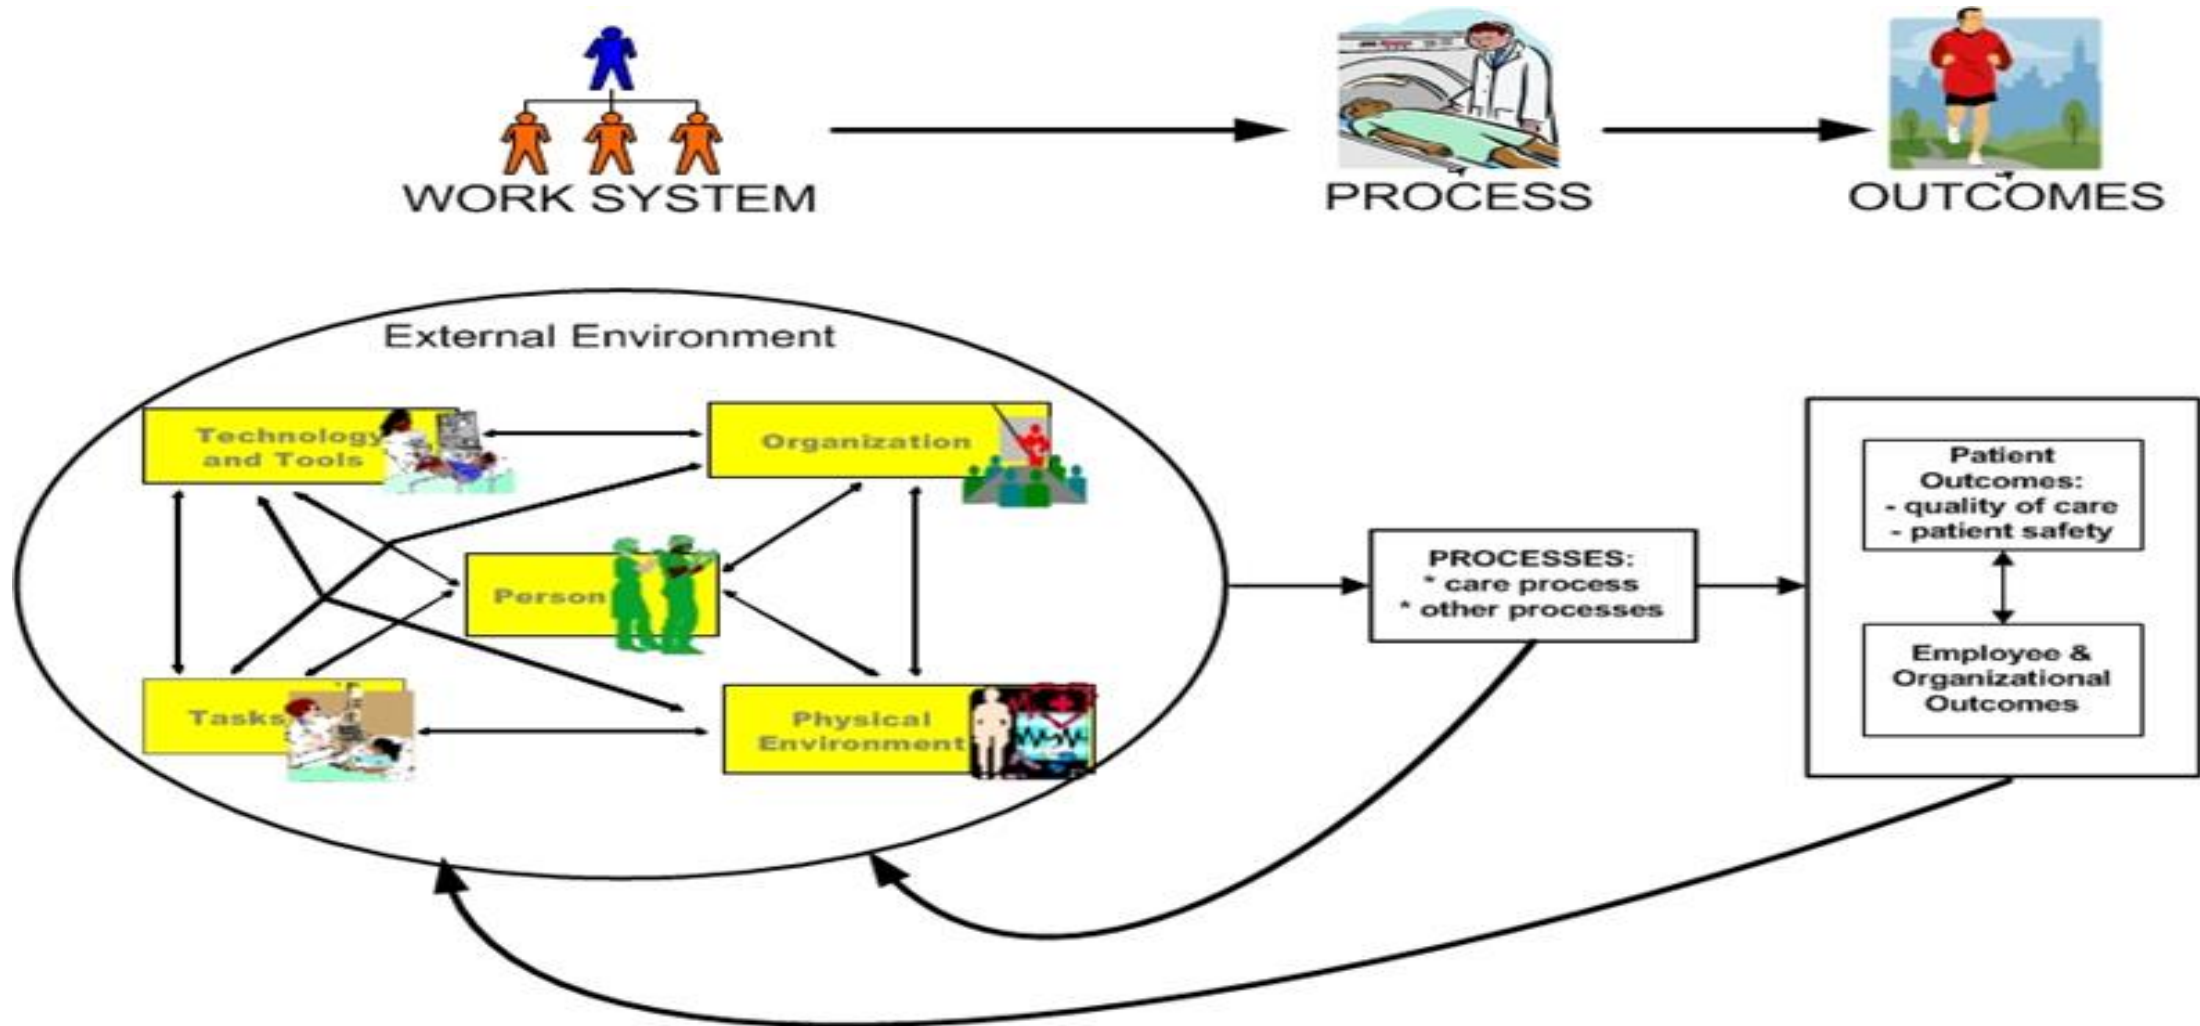 WORK SYSTEM
PROCESS
OUTCOMES
External Environment
Technology
and Tools
Organization
Person
Tasks
Physical
Environment
PROCESSES:
* care process
* other processes
Patient
Outcomes:
- quality of care
- patient safety
Employee &
Organizational
Outcomes